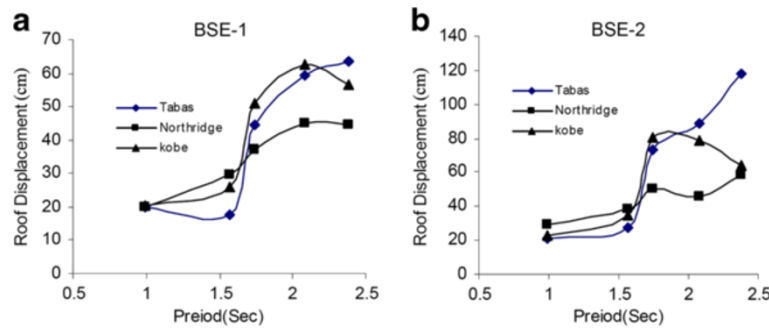 a
BSE-1
Roof Displacement (cm)
70
60
50
40
30
20
10
0
Tabas
Northridge
kobe
0.5 1 1.5 2 2.5
Preiod(Sec)
b
BSE-2
Roof Displacement (cm)
140
120
100
80
60
40
20
0
Tabas
Northridge
kobe
0.5 1 1.5 2 2.5
Preiod(Sec)